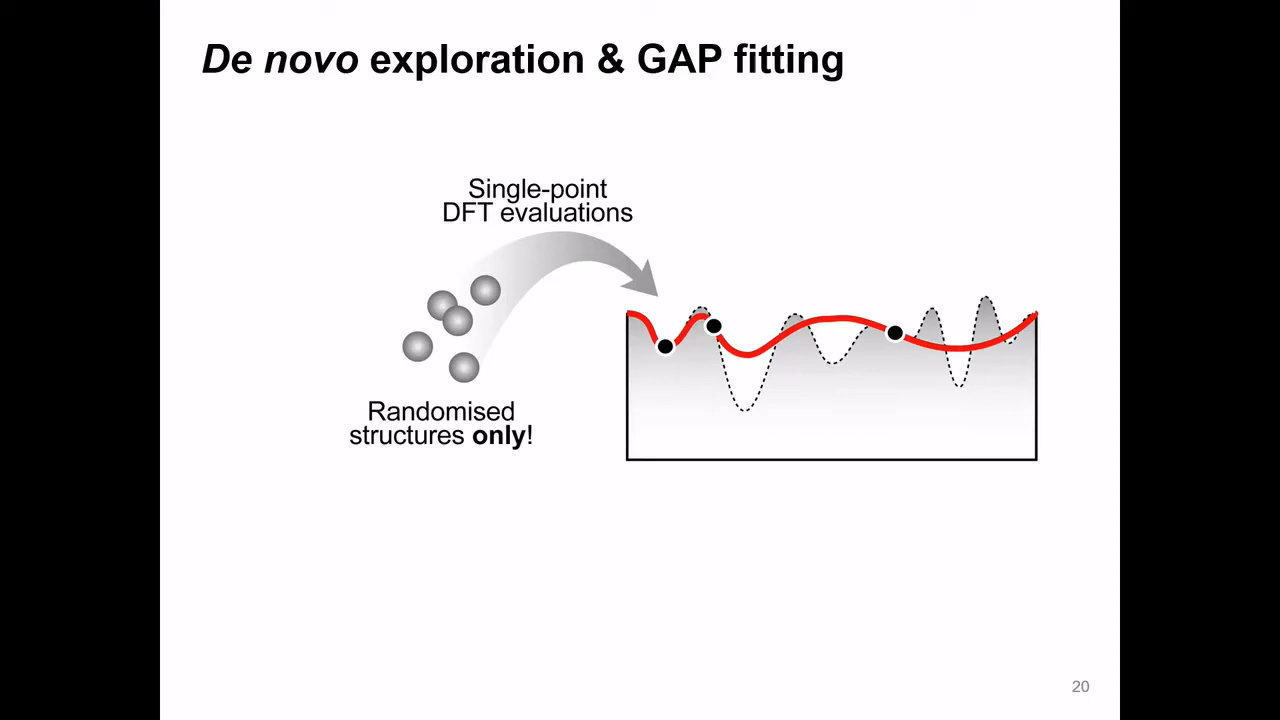 De novo exploration & GAP fitting
Single-point
DFT evaluations
Randomised
structures only!
20